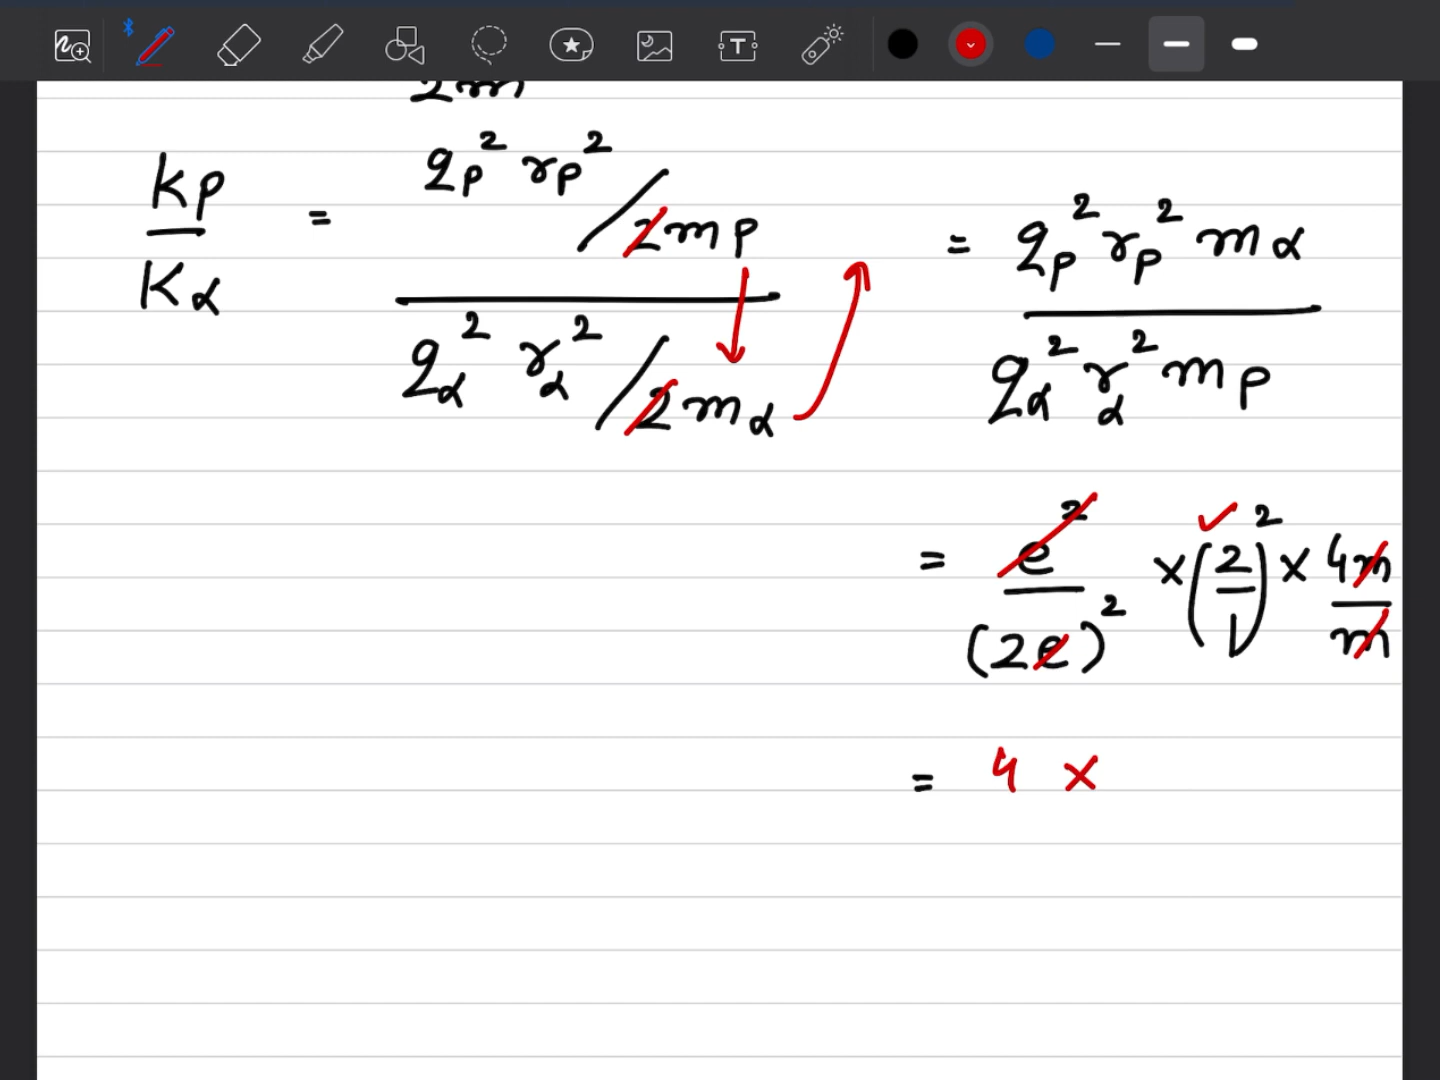 2m
Kp/Kα = (qp² rp² / 2mp) / (qα² rα² / 2mα) = qp² rp² mα / qα² rα² mp
= e²/(2e)² × (2/1)² × 4m/m
= 4 ×